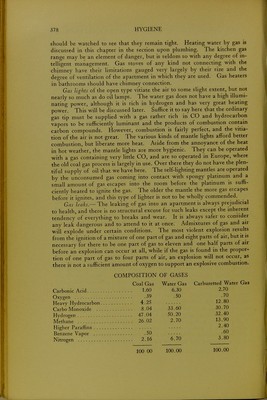 378 HYGIENE
should be watched to see that they remain tight. Heating water by gas is
discussed in this chapter in the section upon plumbing. The kitchen gas
range may be an element of danger, but is seldom so with any degree of in-
telligent management. Gas stoves of any kind not connecting with the
chimney have their limitations gauged very largely by their size and the
degree of ventilation of the apartment in which they are used. Gas heaters
in bathrooms should have chimney connection.
Gas lights of the open type vitiate the air to some slight extent, but not
nearly so much as do oil lamps. The water gas does not have a high illumi-
nating power, although it is rich in hydrogen and has very great heating
power. This will be discussed later. Suffice it to say here that the ordinary
gas tip must be supplied with a gas rather rich in CO and hydrocarbon
vapors to be sufficiently luminant and the products of combustion contain
carbon compounds. However, combustion is fairly perfect, and the vitia-
tion of the air is not great. The various kinds of mantle lights afford better
combustion, but liberate more heat. Aside from the annoyance of the heat
in hot weather, the mantle lights are more hygienic. They can be operated
with a gas containing very little CO, and are so operated in Europe, where
the old coal gas process is largely in use. Over there they do not have the plen-
tiful supply of oil that we have here. The self-lighting mantles are operated
by the unconsumed gas coming into contact with spongy platinum and a
small amount of gas escapes into the room before the platinum is suffi-
ciently heated to ignite the gas. The older the mantle the more gas escapes
before it ignites, and this type of lighter is not to be wholly commended.
Gas leaks.—The leaking of gas into an apartment is always prejudicial
to health, and there is no structural excuse for such leaks except the inherent
tendency of everything to breaks and wear. It is always safer to consider
any leak dangerous and to attend to it at once. Admixtures of gas and air
will explode under certain conditions. The most violent explosion results
from the ignition of a mixture of one part of gas and eight parts of air, but it is
necessary for there to be one part of gas to eleven and one half parts of air
before an explosion can occur at all, while if the gas is found in the propor-
tion of one part of gas to four parts of air, an explosion will not occur, as
there is not a sufficient amount of oxygen to support an explosive combustion.
COMPOSITION OF GASES
Coal Gas Water Gas Carbureted Water Gas
Carbonic Acid 1.60 6.30 2.70
Oxygen .39 .50 .70
Heavy Hydrocarbon 4.25 12.80
Carbo Monoxide 8.04 33.40 30.70
Hydrogen 47.04 50.20 32.40
Methane 36.02 2.70 13.90
Higher Paraffins 2.40
Benzene Vapor .50 .60
Nitrogen 2.16 6.70 3.80
100.00 100.00 100.00